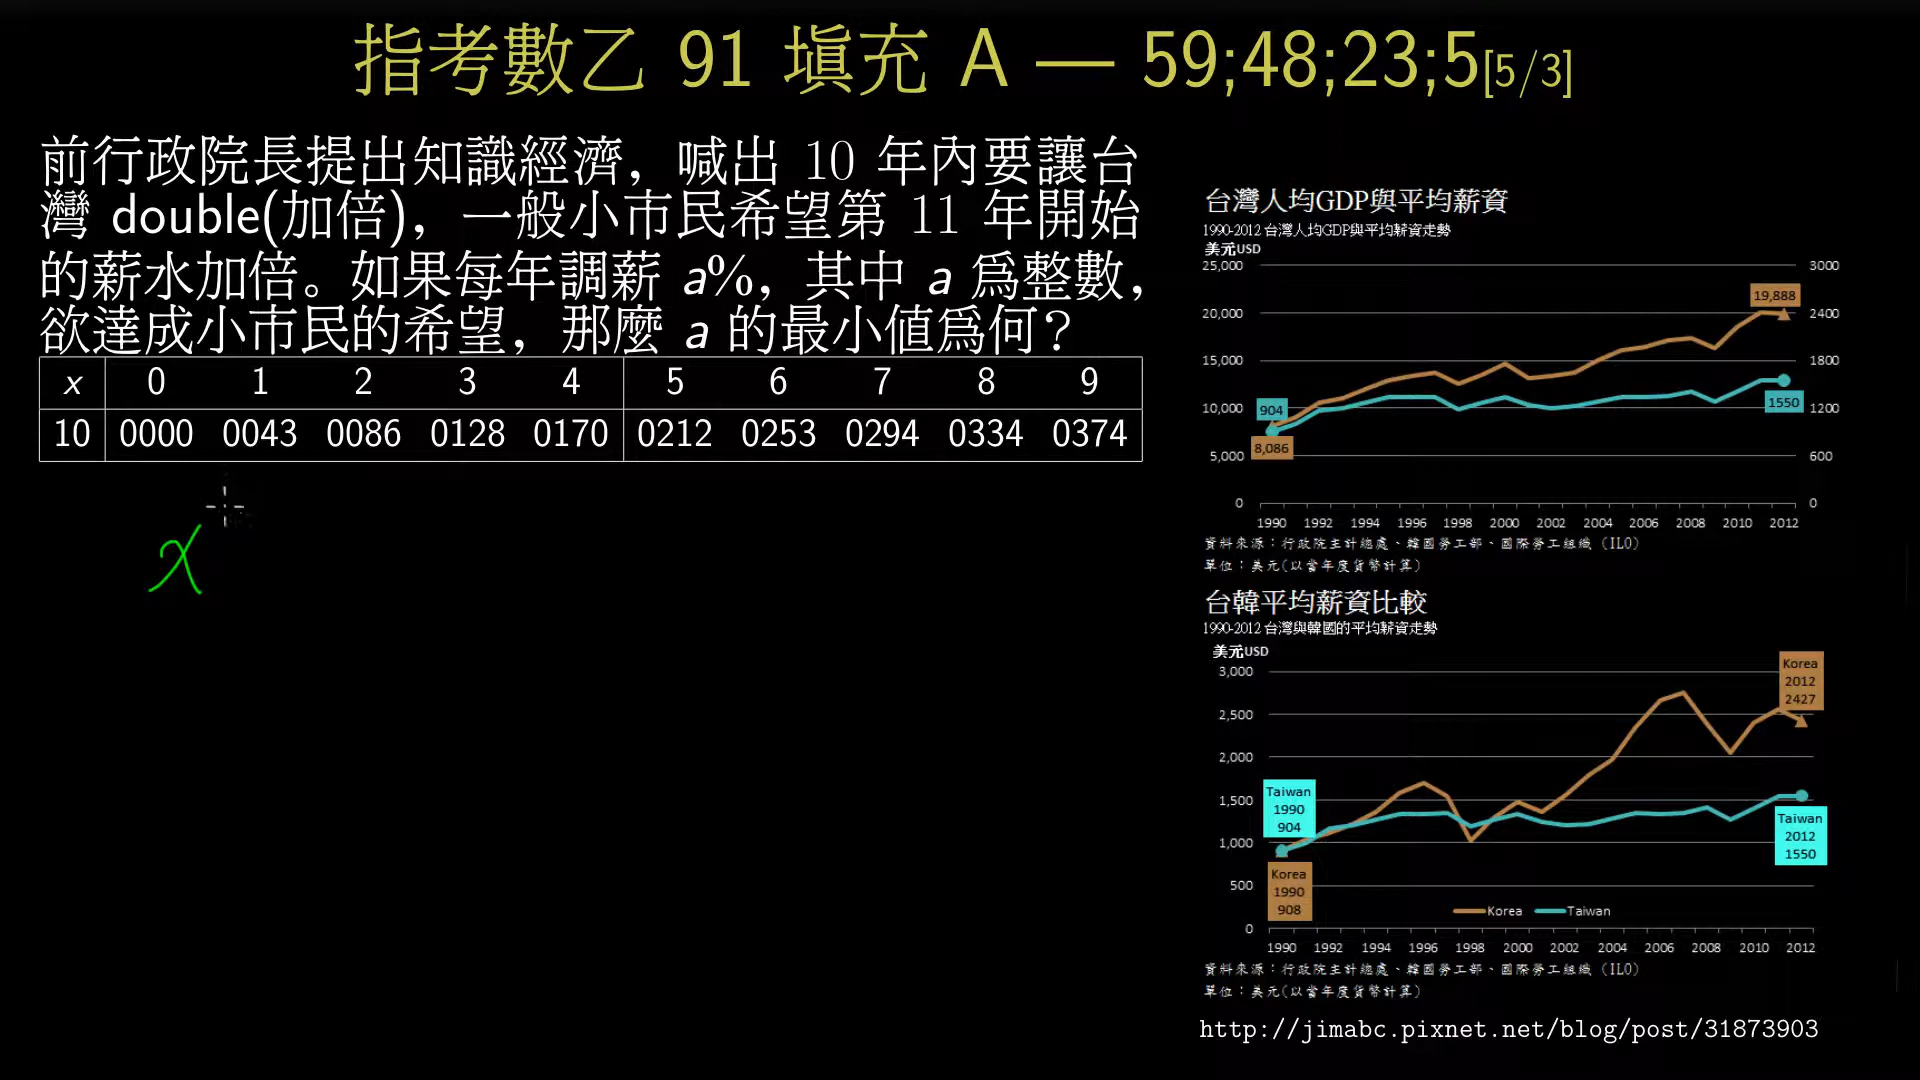 指考數乙 91 塡充 A — 59;48;23;5[5/3]
前行政院長提出知識經濟，喊出 10 年內要讓台
灣 double(加倍)，一般小市民希望第 11 年開始
的薪水加倍。如果每年調薪 a%，其中 a 爲整數，
欲達成小市民的希望，那麼 a 的最小值爲何？
x 0 1 2 3 4 5 6 7 8 9
10 0000 0043 0086 0128 0170 0212 0253 0294 0334 0374
x
台灣人均GDP與平均薪資
1990-2012 台灣人均GDP與平均薪資走勢
美元USD
25,000 3000
19,888
20,000 2400
15,000 1800
904 1550
10,000 1200
8,086
5,000 600
0 0
1990 1992 1994 1996 1998 2000 2002 2004 2006 2008 2010 2012
資料來源：行政院主計總處、韓國勞工部、國際勞工組織 (ILO)
單位：美元(以當年度貨幣計算)
台韓平均薪資比較
1990-2012 台灣與韓國的平均薪資走勢
美元USD
3,000
Korea
2012
2427
2,500
2,000
1,500
Taiwan
1990
904
Taiwan
2012
1550
1,000
Korea
1990
908
500
Korea Taiwan
0
1990 1992 1994 1996 1998 2000 2002 2004 2006 2008 2010 2012
資料來源：行政院主計總處、韓國勞工部、國際勞工組織 (ILO)
單位：美元(以當年度貨幣計算)
http://jimabc.pixnet.net/blog/post/31873903